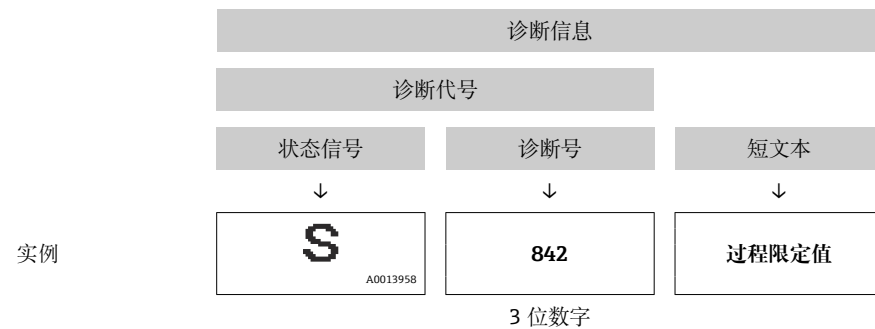 诊断信息
诊断代号
状态信号 诊断号 短文本
↓ ↓ ↓
实例 S 842 过程限定值
A0013958
3 位数字